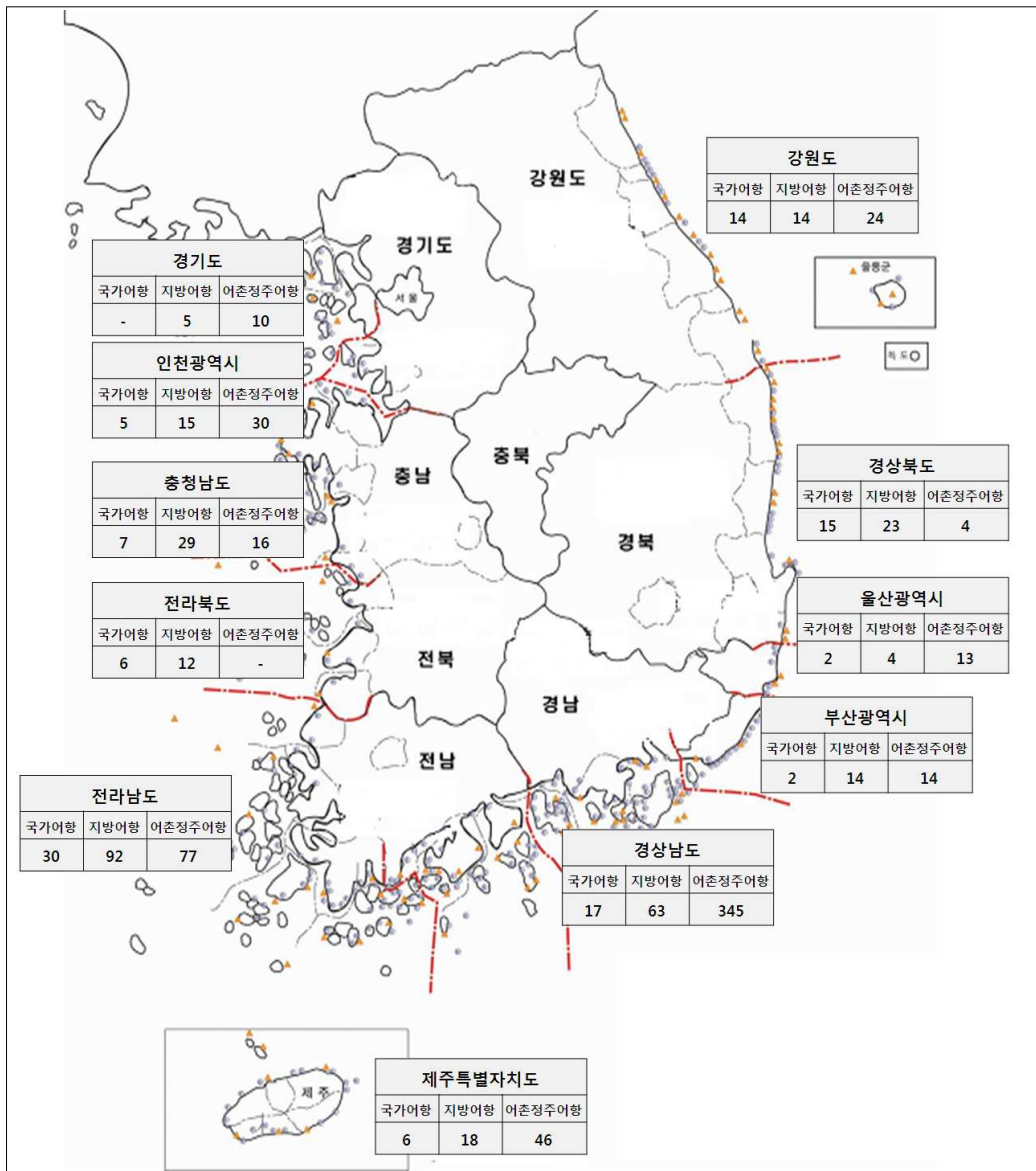 강원도
국가어항 지방어항 어촌정주어항
14 14 24
강원도
경기도
서울
울릉군
독도
경기도
국가어항 지방어항 어촌정주어항
- 5 10
인천광역시
국가어항 지방어항 어촌정주어항
5 15 30
충북
충남
경북
충청남도
국가어항 지방어항 어촌정주어항
7 29 16
경상북도
국가어항 지방어항 어촌정주어항
15 23 4
전라북도
국가어항 지방어항 어촌정주어항
6 12 -
울산광역시
국가어항 지방어항 어촌정주어항
2 4 13
전북
경남
전남
부산광역시
국가어항 지방어항 어촌정주어항
2 14 14
전라남도
국가어항 지방어항 어촌정주어항
30 92 77
경상남도
국가어항 지방어항 어촌정주어항
17 63 345
제주
제주특별자치도
국가어항 지방어항 어촌정주어항
6 18 46